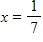 x = 1/7